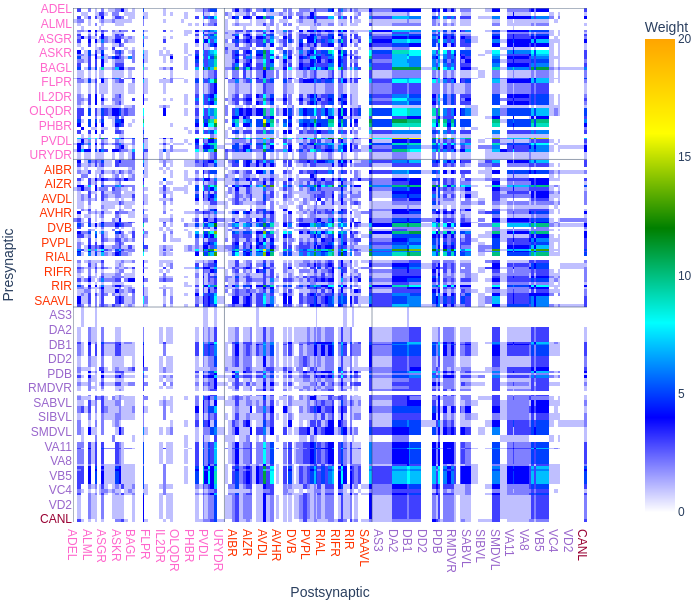 Weight
20
15
10
5
0
Presynaptic
ADEL
ALML
ASGR
ASKR
BAGL
FLPR
IL2DR
OLQDR
PHBR
PVDL
URYDR
AIBR
AIZR
AVDL
AVHR
DVB
PVPL
RIAL
RIFR
RIR
SAAVL
AS3
DA2
DB1
DD2
PDB
RMDVR
SABVL
SIBVL
SMDVL
VA11
VA8
VB5
VC4
VD2
CANL
ADEL
ALML
ASGR
ASKR
BAGL
FLPR
IL2DR
OLQDR
PHBR
PVDL
URYDR
AIBR
AIZR
AVDL
AVHR
DVB
PVPL
RIAL
RIFR
RIR
SAAVL
AS3
DA2
DB1
DD2
PDB
RMDVR
SABVL
SIBVL
SMDVL
VA11
VA8
VB5
VC4
VD2
CANL
Postsynaptic